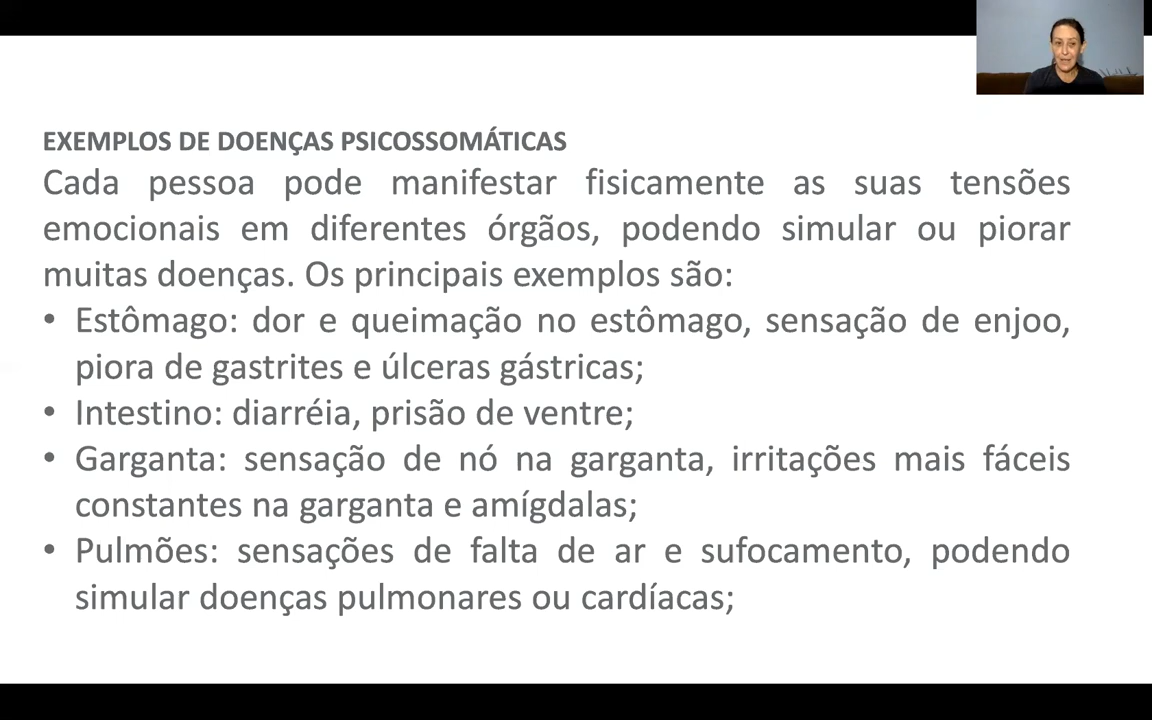 EXEMPLOS DE DOENÇAS PSICOSSOMÁTICAS
Cada pessoa pode manifestar fisicamente as suas tensões
emocionais em diferentes órgãos, podendo simular ou piorar
muitas doenças. Os principais exemplos são:
• Estômago: dor e queimação no estômago, sensação de enjoo,
piora de gastrites e úlceras gástricas;
• Intestino: diarréia, prisão de ventre;
• Garganta: sensação de nó na garganta, irritações mais fáceis
constantes na garganta e amígdalas;
• Pulmões: sensações de falta de ar e sufocamento, podendo
simular doenças pulmonares ou cardíacas;